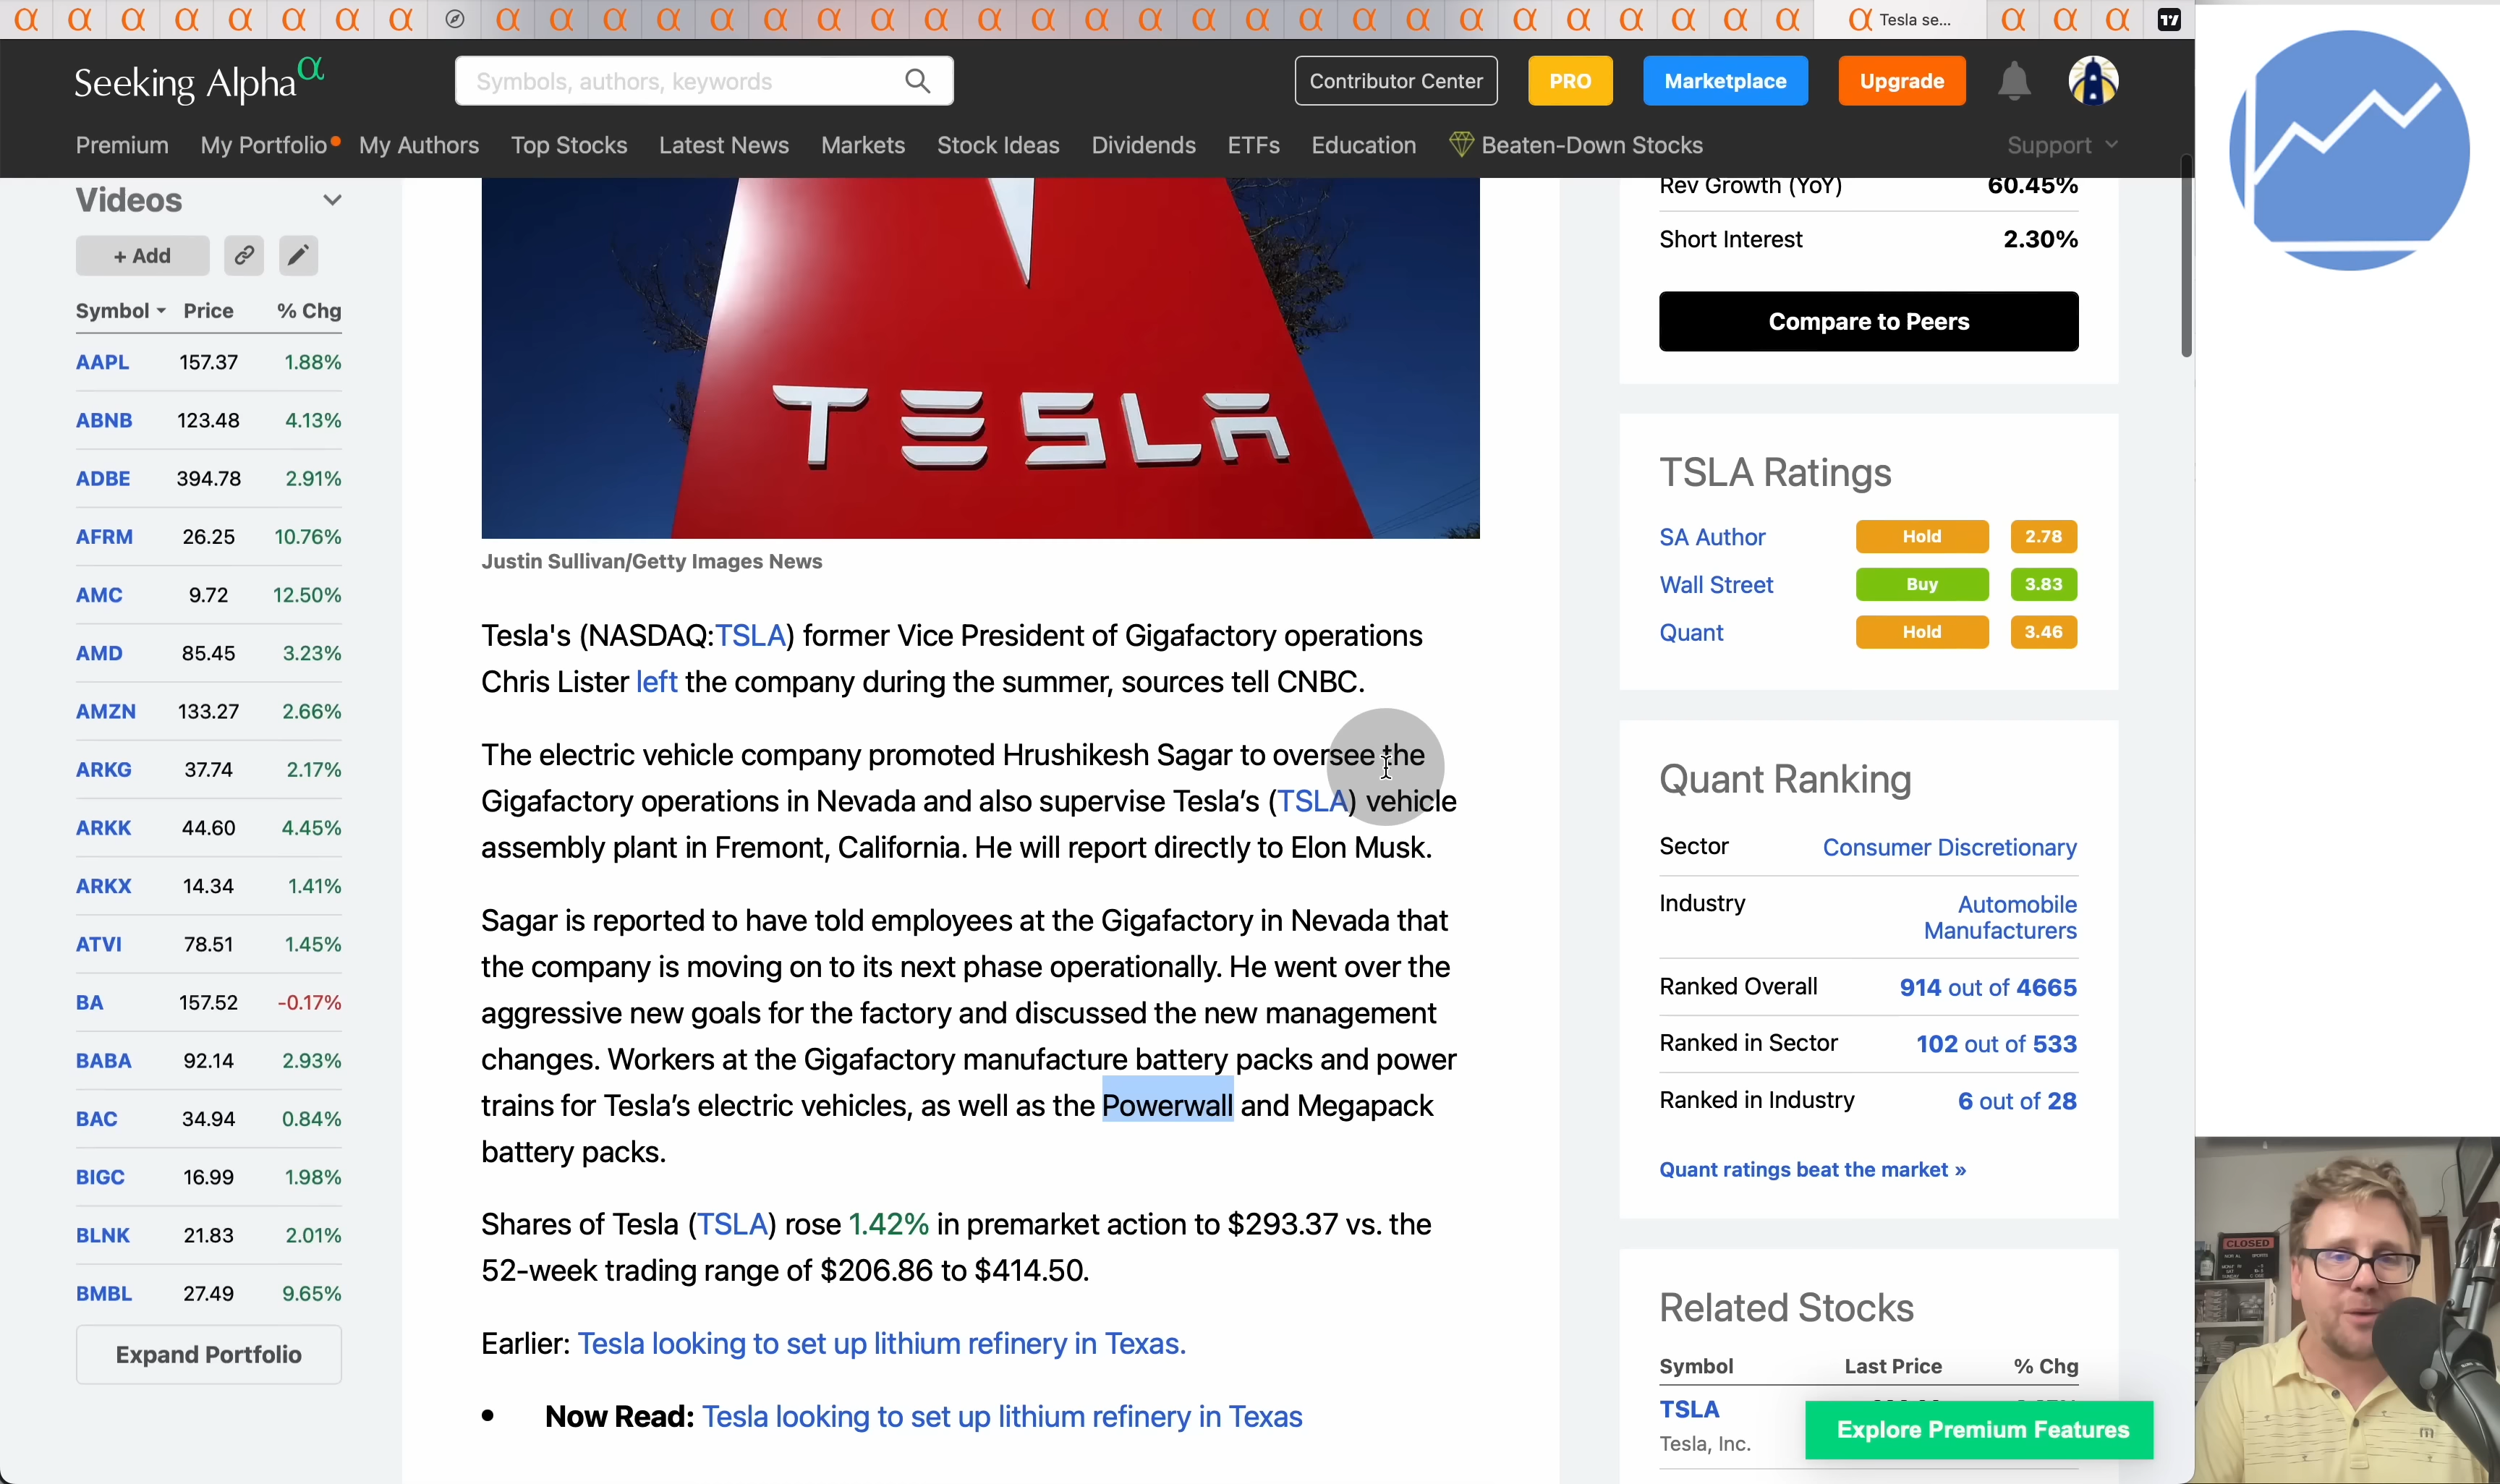 Tesla se...
Seeking Alpha α
Symbols, authors, keywords
Contributor Center
PRO
Marketplace
Upgrade
Premium
My Portfolio
My Authors
Top Stocks
Latest News
Markets
Stock Ideas
Dividends
ETFs
Education
Beaten-Down Stocks
Support
Videos
+ Add
Symbol Price % Chg
AAPL 157.37 1.88%
ABNB 123.48 4.13%
ADBE 394.78 2.91%
AFRM 26.25 10.76%
AMC 9.72 12.50%
AMD 85.45 3.23%
AMZN 133.27 2.66%
ARKG 37.74 2.17%
ARKK 44.60 4.45%
ARKX 14.34 1.41%
ATVI 78.51 1.45%
BA 157.52 -0.17%
BABA 92.14 2.93%
BAC 34.94 0.84%
BIGC 16.99 1.98%
BLNK 21.83 2.01%
BMBL 27.49 9.65%
Expand Portfolio
TESLA
Justin Sullivan/Getty Images News
Tesla's (NASDAQ:TSLA) former Vice President of Gigafactory operations
Chris Lister left the company during the summer, sources tell CNBC.
The electric vehicle company promoted Hrushikesh Sagar to oversee the
Gigafactory operations in Nevada and also supervise Tesla’s (TSLA) vehicle
assembly plant in Fremont, California. He will report directly to Elon Musk.
Sagar is reported to have told employees at the Gigafactory in Nevada that
the company is moving on to its next phase operationally. He went over the
aggressive new goals for the factory and discussed the new management
changes. Workers at the Gigafactory manufacture battery packs and power
trains for Tesla’s electric vehicles, as well as the Powerwall and Megapack
battery packs.
Shares of Tesla (TSLA) rose 1.42% in premarket action to $293.37 vs. the
52-week trading range of $206.86 to $414.50.
Earlier: Tesla looking to set up lithium refinery in Texas.
• Now Read: Tesla looking to set up lithium refinery in Texas
Rev Growth (YoY) 60.45%
Short Interest 2.30%
Compare to Peers
TSLA Ratings
SA Author Hold 2.78
Wall Street Buy 3.83
Quant Hold 3.46
Quant Ranking
Sector Consumer Discretionary
Industry Automobile
Manufacturers
Ranked Overall 914 out of 4665
Ranked in Sector 102 out of 533
Ranked in Industry 6 out of 28
Quant ratings beat the market »
Related Stocks
Symbol Last Price % Chg
TSLA
Tesla, Inc.
Explore Premium Features
CLOSED